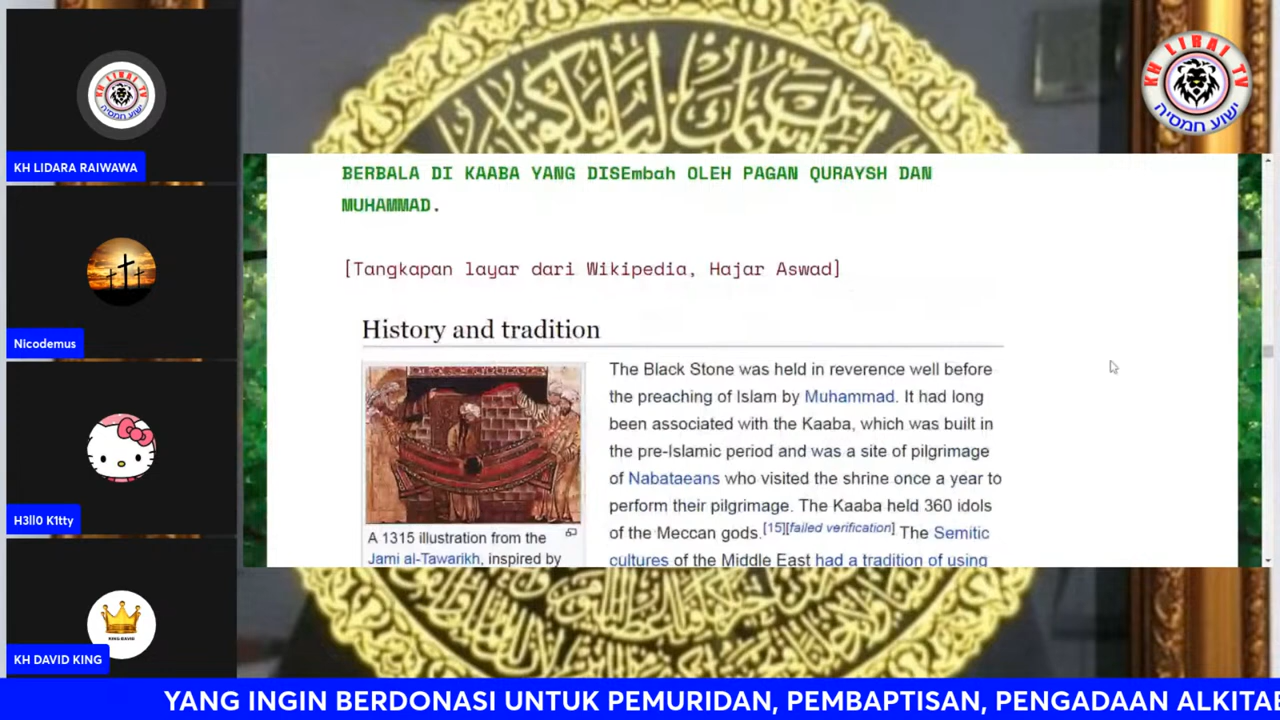 KH LIBAI TV
KH LIDARA RAIWAWA
Nicodemus
H3ll0 K1tty
KH DAVID KING
KH LIBAI TV
BERBALA DI KAABA YANG DISEmbah OLEH PAGAN QURAYSH DAN
MUHAMMAD.
[Tangkapan layar dari Wikipedia, Hajar Aswad]
History and tradition
The Black Stone was held in reverence well before
the preaching of Islam by Muhammad. It had long
been associated with the Kaaba, which was built in
the pre-Islamic period and was a site of pilgrimage
of Nabataeans who visited the shrine once a year to
perform their pilgrimage. The Kaaba held 360 idols
of the Meccan gods.[15][failed verification] The Semitic
cultures of the Middle East had a tradition of using
A 1315 illustration from the
Jami al-Tawarikh, inspired by
YANG INGIN BERDONASI UNTUK PEMURIDAN, PEMBAPTISAN, PENGADAAN ALKITAB